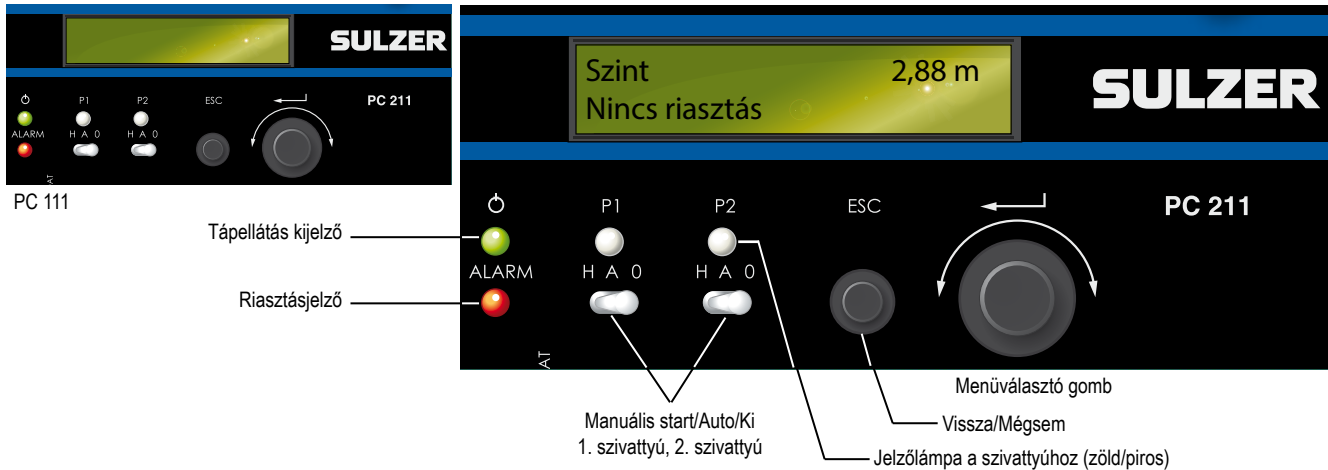 SULZER
P1 P2 ESC PC 211
ALARM H A 0 H A 0
AT
PC 111
Szint 2,88 m
Nincs riasztás
SULZER
P1 P2 ESC PC 211
ALARM H A 0 H A 0
AT
Tápellátás kijelző
Riasztásjelző
Manuális start/Auto/Ki
1. szivattyú, 2. szivattyú
Menüválasztó gomb
Vissza/Mégsem
Jelzőlámpa a szivattyúhoz (zöld/piros)